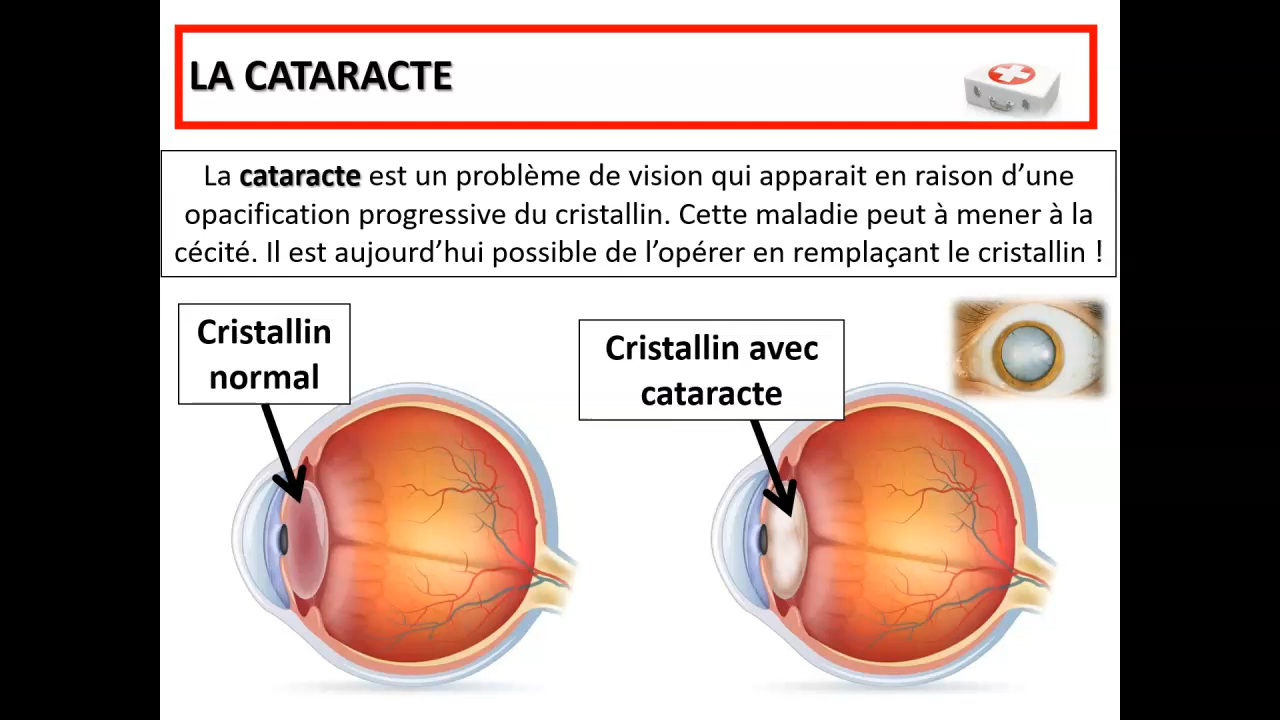 LA CATARACTE
La cataracte est un problème de vision qui apparait en raison d’une
opacification progressive du cristallin. Cette maladie peut à mener à la
cécité. Il est aujourd’hui possible de l’opérer en remplaçant le cristallin !
Cristallin
normal
Cristallin avec
cataracte